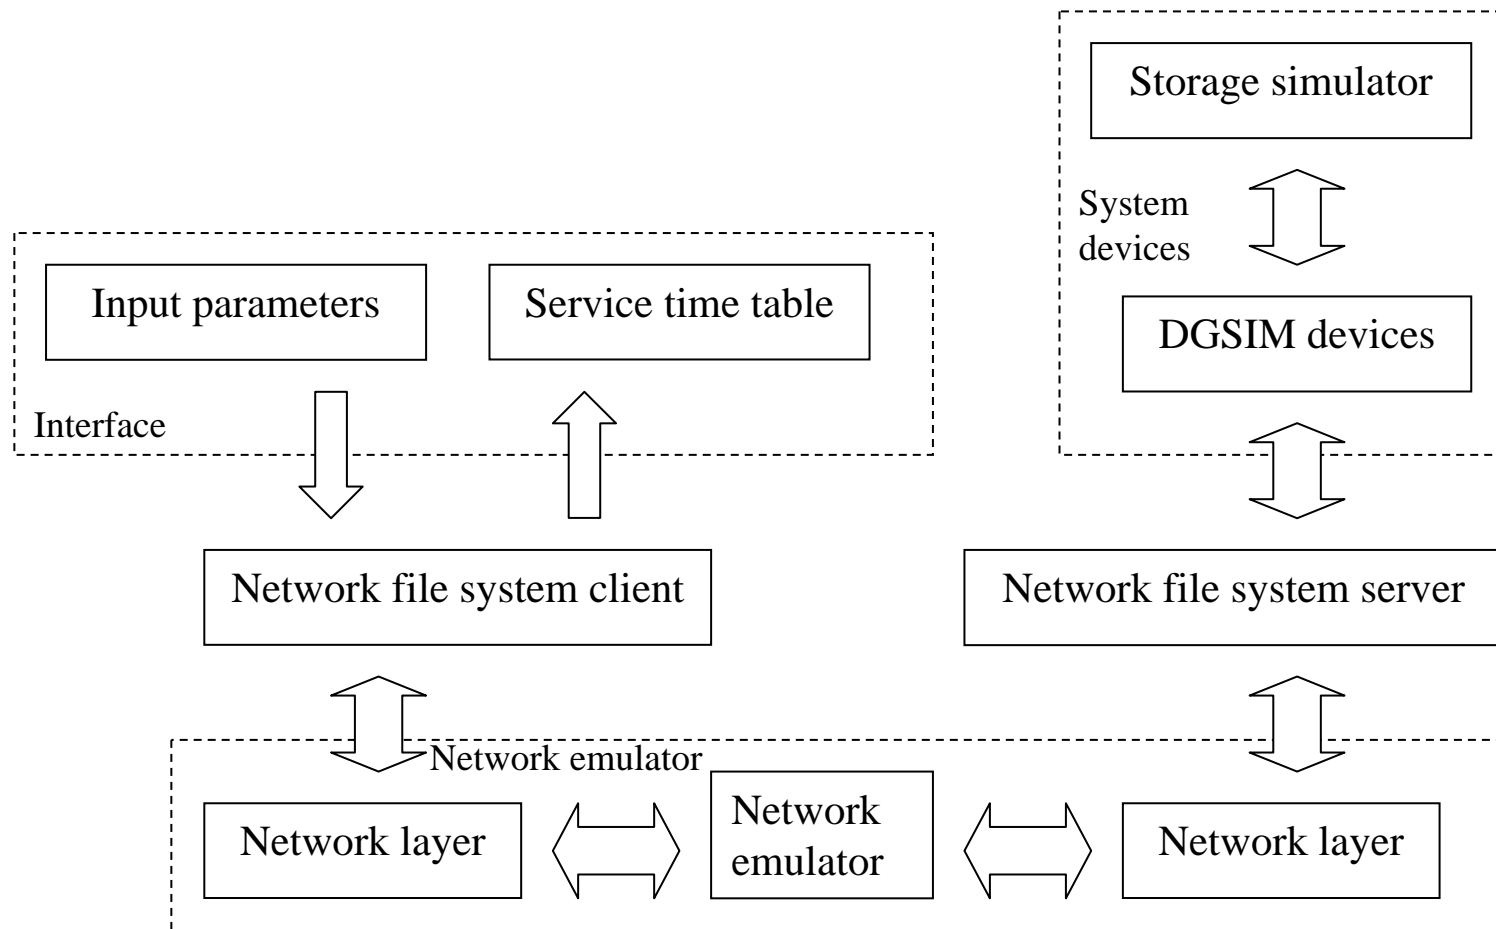 Storage simulator
System
devices
Input parameters
Service time table
DGSIM devices
Interface
Network file system client
Network file system server
Network emulator
Network layer
Network
emulator
Network layer